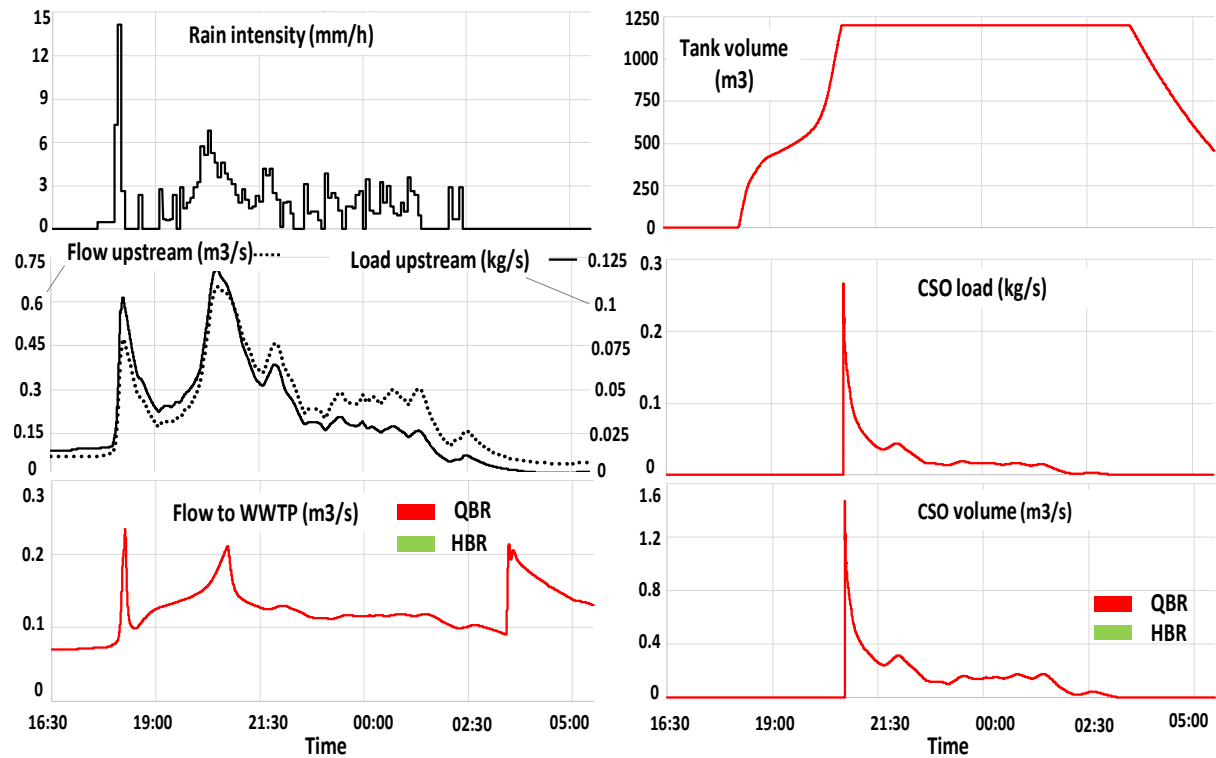 Rain intensity (mm/h)
15
12
9
6
3
0
Tank volume
(m3)
1250
1000
750
500
250
0
Flow upstream (m3/s)
Load upstream (kg/s)
0.75
0.6
0.45
0.3
0.15
0
0.125
0.1
0.075
0.05
0.025
0
CSO load (kg/s)
0.3
0.2
0.1
0
Flow to WWTP (m3/s)
QBR
HBR
0.3
0.2
0.1
0
16:30 19:00 21:30 00:00 02:30 05:00
Time
CSO volume (m3/s)
QBR
HBR
1.6
1.2
0.8
0.4
0
16:30 19:00 21:30 00:00 02:30 05:00
Time